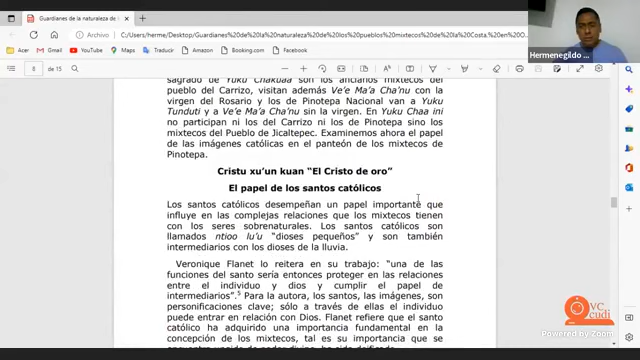 Guardianes de la naturaleza de l
C:/Users/herme/Desktop/Guardianes%20de%20la%20naturaleza%20de%20los%20pueblos%20mixtecos%20de%20la%20Costa.%20en%20...
Acer
Gmail
YouTube
Maps
Traducir
Noticias
8
de 15
Hermenegildo ...
sagrado de Yuku Chakuaa son los ancianos mixtecos del
pueblo del Carrizo, visitan además Ve'e Ma'a Cha'nu con
la virgen del Rosario y los de Pinotepa Nacional van a Yuku
Tunduti y a Ve'e Ma'a Cha'nu sin la virgen. En Yuku Chaa ini
no participan ni los del Carrizo ni los de Pinotepa sino los
mixtecos del Pueblo de Jicaltepec. Examinemos ahora el papel
de las imágenes católicas en el panteón de los mixtecos de
Pinotepa.
Cristu xu'un kuan "El Cristo de oro"
El papel de los santos católicos
Los santos católicos desempeñan un papel importante que
influye en las complejas relaciones que los mixtecos tienen
con los seres sobrenaturales. Los santos católicos son
llamados ntioo lu'u "dioses pequeños" y son también
intermediarios con los dioses de la lluvia.
Veronique Flanet lo reitera en su trabajo: "una de las
funciones del santo sería entonces proteger en las relaciones
entre el individuo y dios y cumplir el papel de
intermediarios".5 Para la autora, los santos, las imágenes, son
personificaciones clave; sólo a través de ellas el individuo
puede entrar en relación con Dios. Flanet refiere que el santo
católico ha adquirido una importancia fundamental en la
concepción de los mixtecos, tal es su importancia que se
VC
cudi
Powered by Zoom